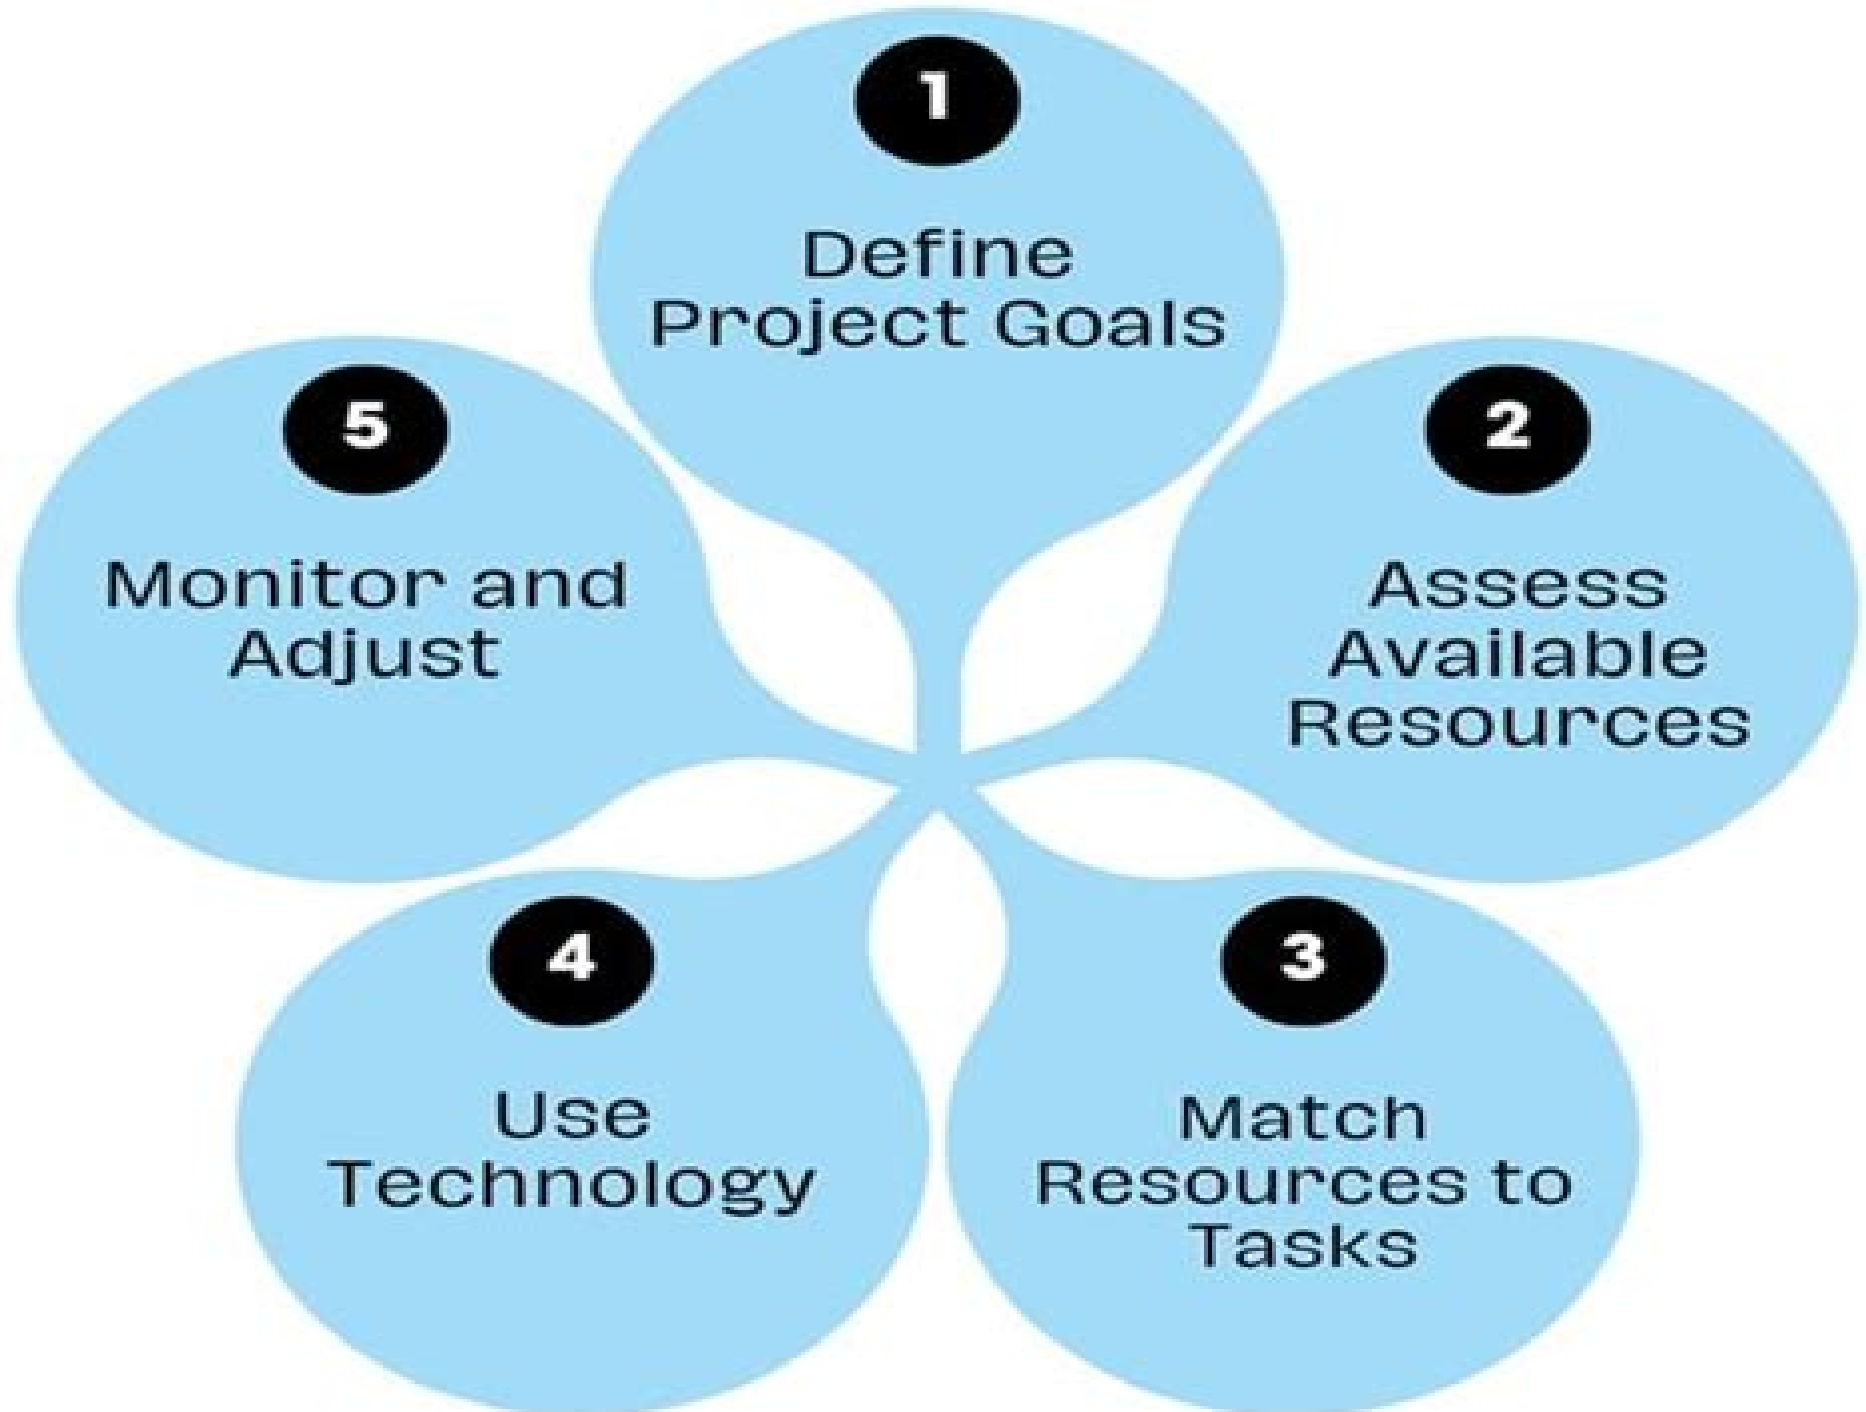 1
Define
Project Goals
2
Assess
Available
Resources
3
Match
Resources to
Tasks
4
Use
Technology
5
Monitor and
Adjust